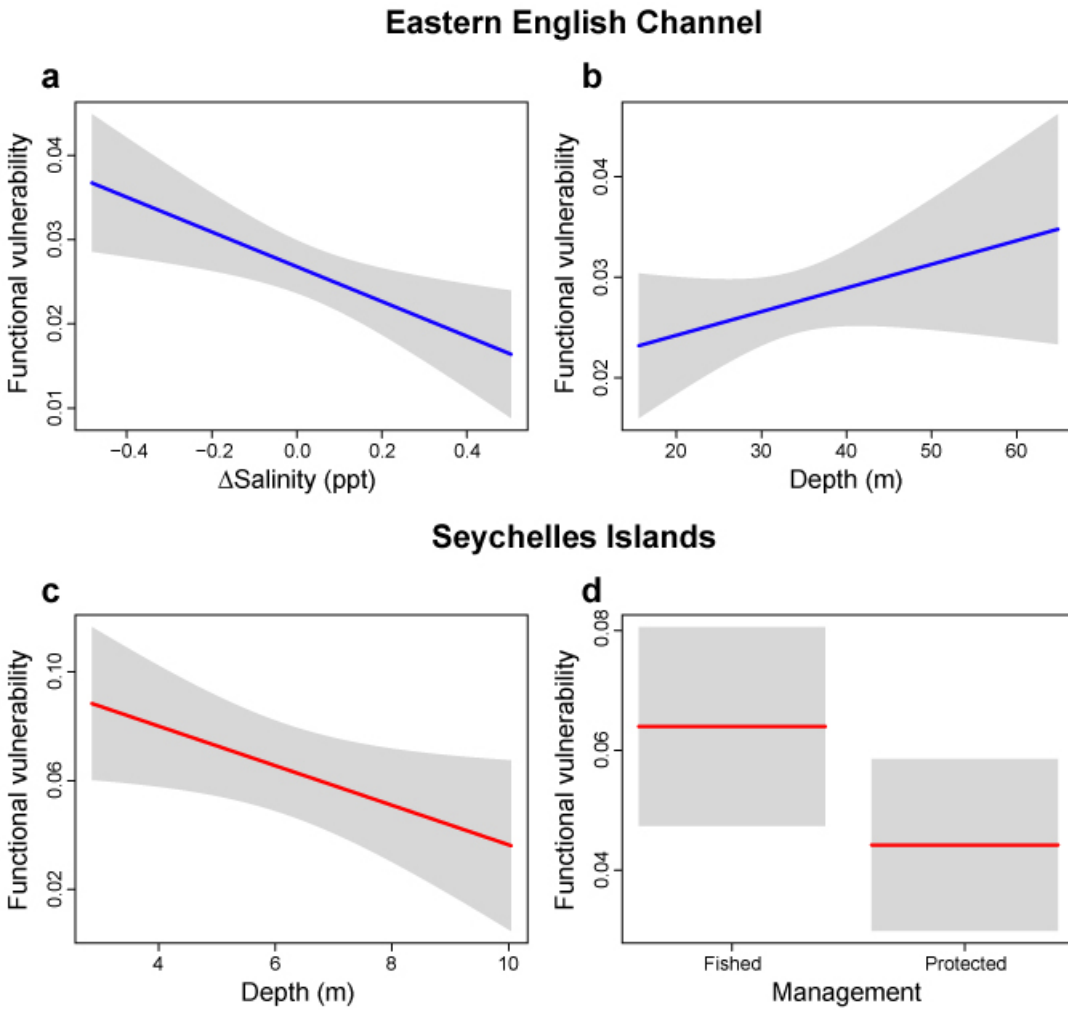 Eastern English Channel
a
Functional vulnerability
0.01 0.02 0.03 0.04
−0.4 −0.2 0.0 0.2 0.4
ΔSalinity (ppt)
b
Functional vulnerability
0.02 0.03 0.04
20 30 40 50 60
Depth (m)
Seychelles Islands
c
Functional vulnerability
0.02 0.06 0.10
4 6 8 10
Depth (m)
d
Functional vulnerability
0.04 0.06 0.08
Fished Protected
Management